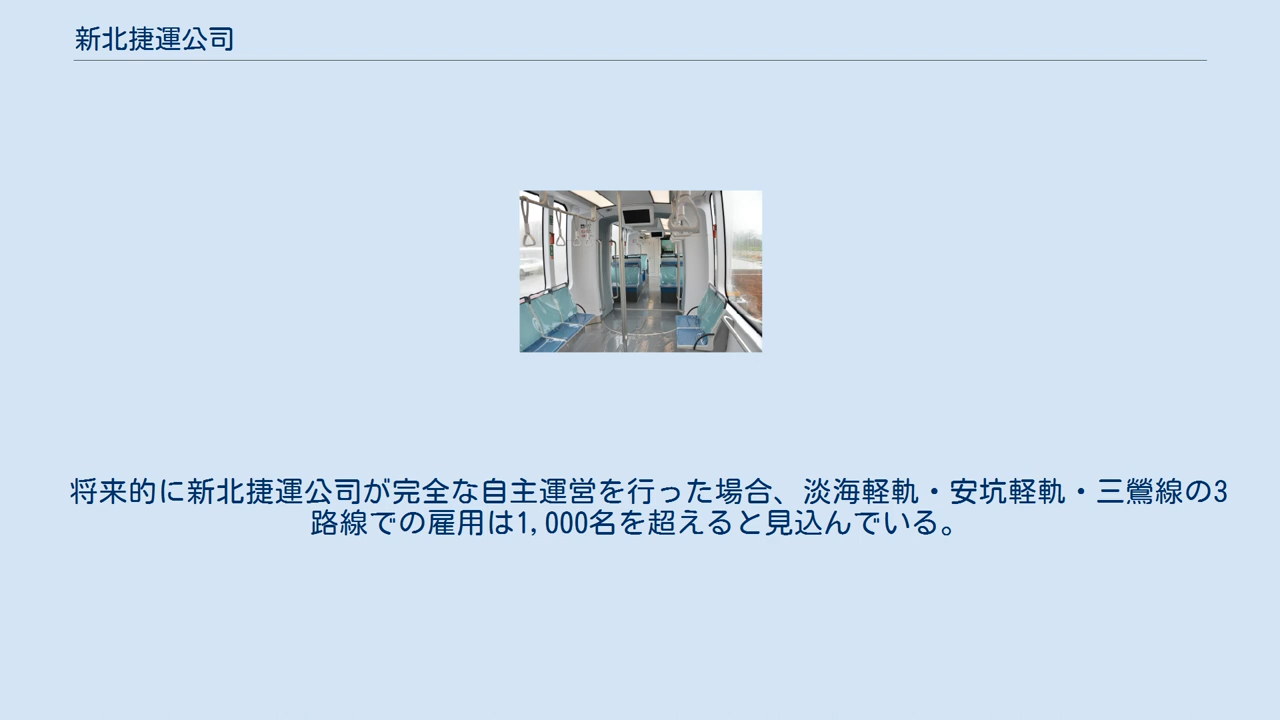 新北捷運公司
将来的に新北捷運公司が完全な自主運営を行った場合、淡海軽軌・安坑軽軌・三鶯線の3
路線での雇用は1,000名を超えると見込んでいる。